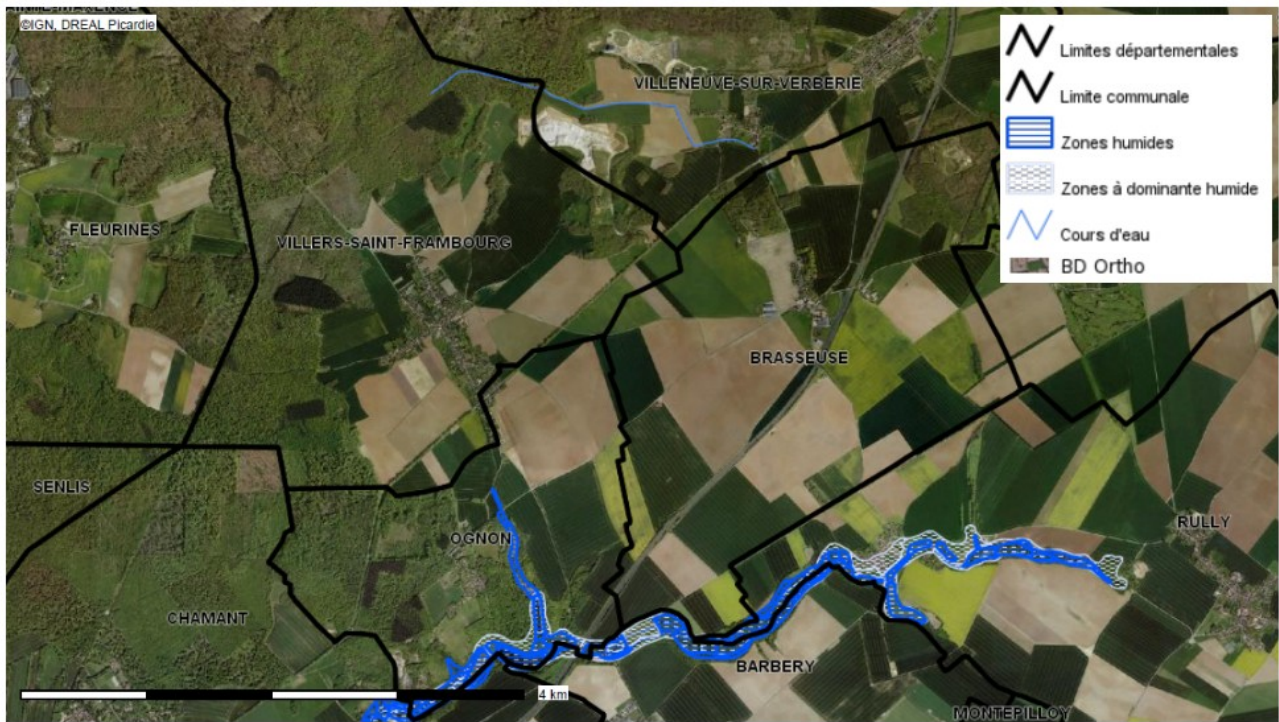 ©IGN, DREAL Picardie
Limites départementales
Limite communale
Zones humides
Zones à dominante humide
Cours d'eau
BD Ortho
VILLENEUVE-SUR-VERBERIE
FLEURINES
VILLERS-SAINT-FRAMBOURG
BRASSEUSE
SENLIS
RULLY
OGNON
CHAMANT
BARBERY
4 km
MONTEPILLOY